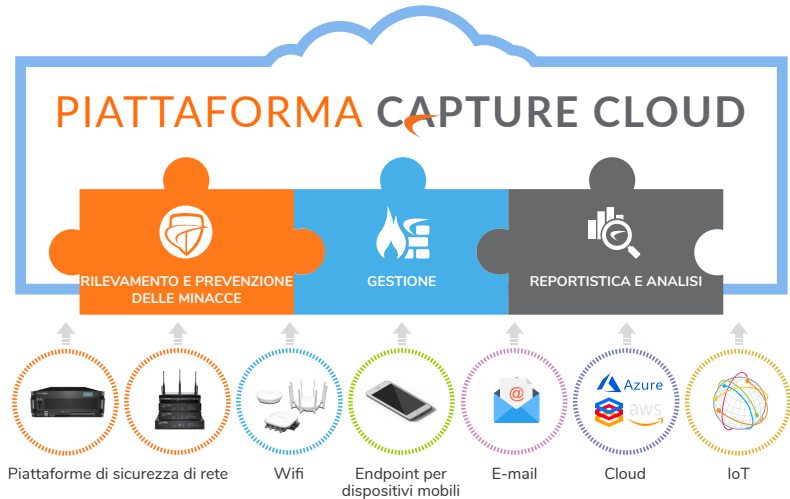 PIATTAFORMA CAPTURE CLOUD
RILEVAMENTO E PREVENZIONE
DELLE MINACCE
GESTIONE
REPORTISTICA E ANALISI
@
Azure
aws
Piattaforme di sicurezza di rete
Wifi
Endpoint per
dispositivi mobili
E-mail
Cloud
IoT